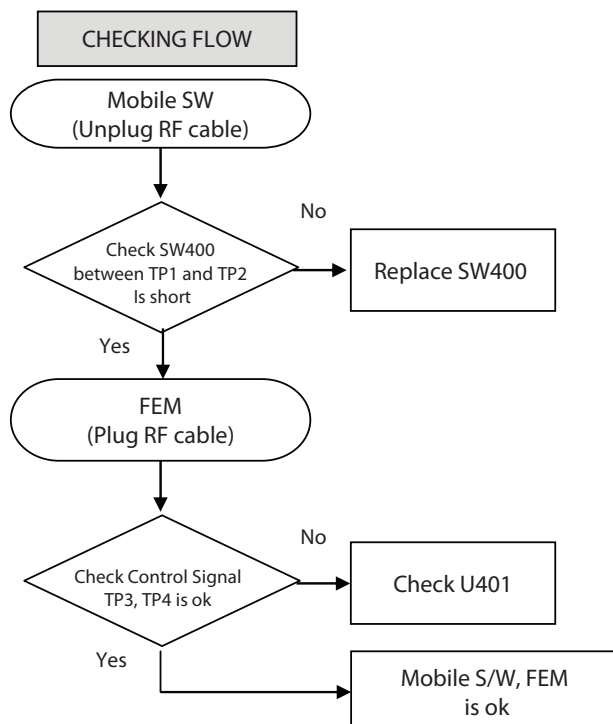 CHECKING FLOW
Mobile SW
(Unplug RF cable)
Check SW400
between TP1 and TP2
Is short
No
Replace SW400
Yes
FEM
(Plug RF cable)
Check Control Signal
TP3, TP4 is ok
No
Check U401
Yes
Mobile S/W, FEM
is ok